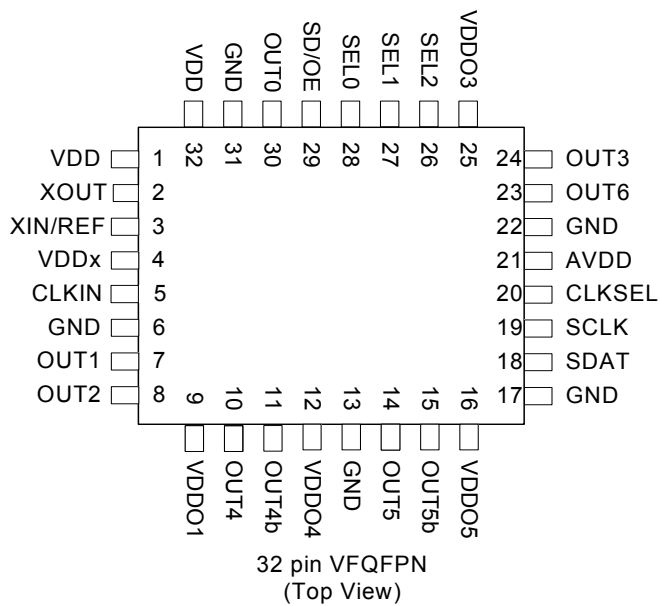 VDD
GND
OUT0
SD/OE
SEL0
SEL1
SEL2
VDDO3
32
31
30
29
28
27
26
25
VDD 1
XOUT 2
XIN/REF 3
VDDx 4
CLKIN 5
GND 6
OUT1 7
OUT2 8
24 OUT3
23 OUT6
22 GND
21 AVDD
20 CLKSEL
19 SCLK
18 SDAT
17 GND
9
10
11
12
13
14
15
16
VDDO1
OUT4
OUT4b
VDDO4
GND
OUT5
OUT5b
VDDO5
32 pin VFQFPN
(Top View)